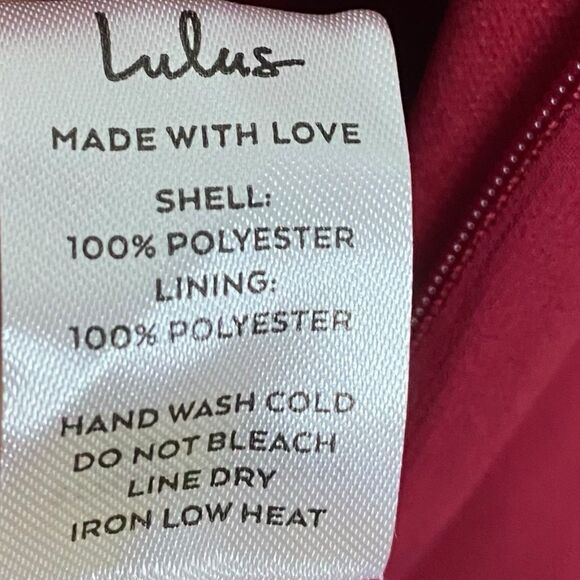 Lulus
MADE WITH LOVE
SHELL:
100% POLYESTER
LINING:
100% POLYESTER
HAND WASH COLD
DO NOT BLEACH
LINE DRY
IRON LOW HEAT